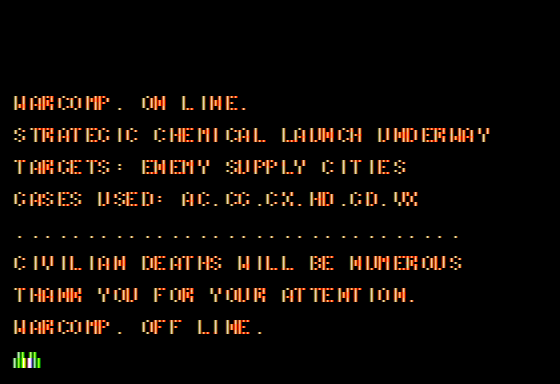 WARCOMP. ON LINE.
STRATEGIC CHEMICAL LAUNCH UNDERWAY
TARGETS: ENEMY SUPPLY CITIES
GASES USED: AC.CG.CX.HD.GD.VX
..................................
CIVILIAN DEATHS WILL BE NUMEROUS
THANK YOU FOR YOUR ATTENTION.
WARCOMP. OFF LINE.